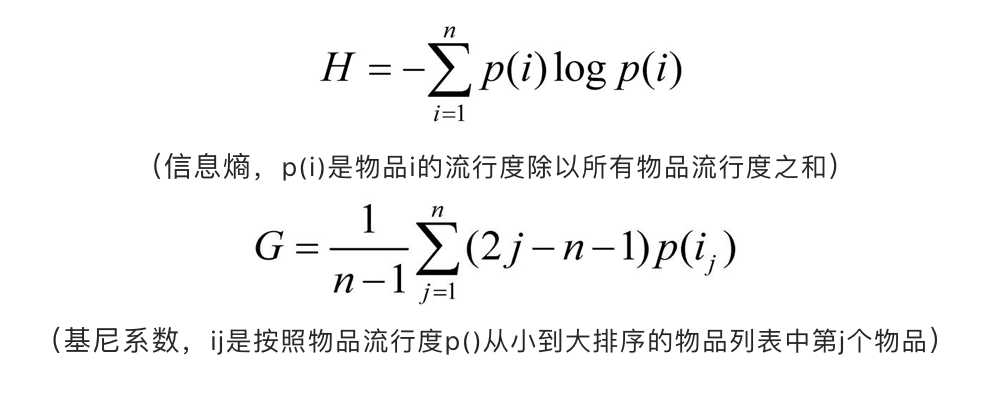 H = −∑_{i=1}^{n} p(i) log p(i)
（信息熵，p(i)是物品i的流行度除以所有物品流行度之和）
G = \frac{1}{n−1} ∑_{j=1}^{n} (2j − n − 1) p(i_j)
（基尼系数，ij是按照物品流行度p()从小到大排序的物品列表中第j个物品）